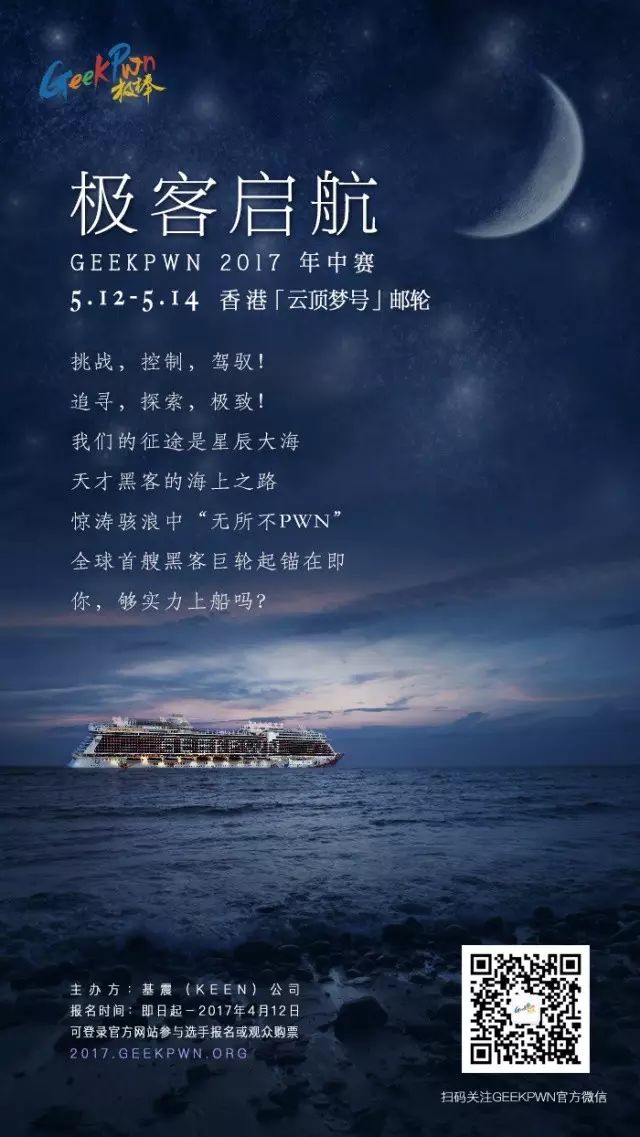 GeekPwn
极棒
极客启航
GEEKPWN 2017 年中赛
5.12-5.14 香港「云顶梦号」邮轮
挑战，控制，驾驭！
追寻，探索，极致！
我们的征途是星辰大海
天才黑客的海上之路
惊涛骇浪中“无所不PWN”
全球首艘黑客巨轮起锚在即
你，够实力上船吗？
主办方：基震（KEEN）公司
报名时间：即日起－2017年4月12日
可登录官方网站参与选手报名或观众购票
2017.GEEKPWN.ORG
扫码关注GEEKPWN官方微信